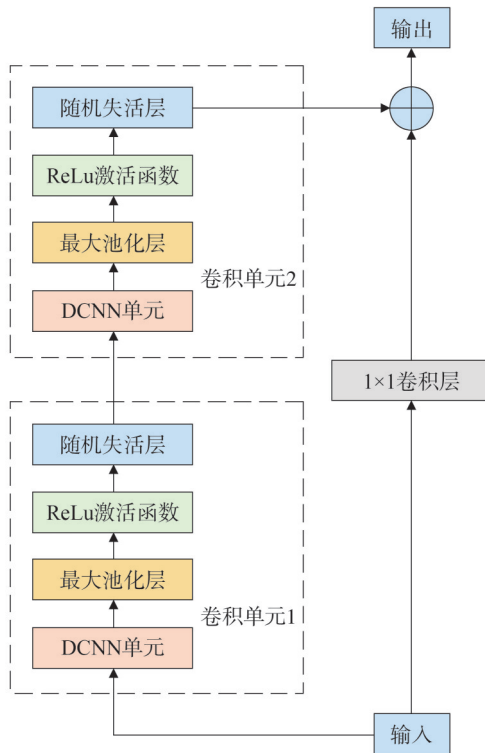 输出
随机失活层
ReLu激活函数
最大池化层
卷积单元2
DCNN单元
1×1卷积层
随机失活层
ReLu激活函数
最大池化层
卷积单元1
DCNN单元
输入